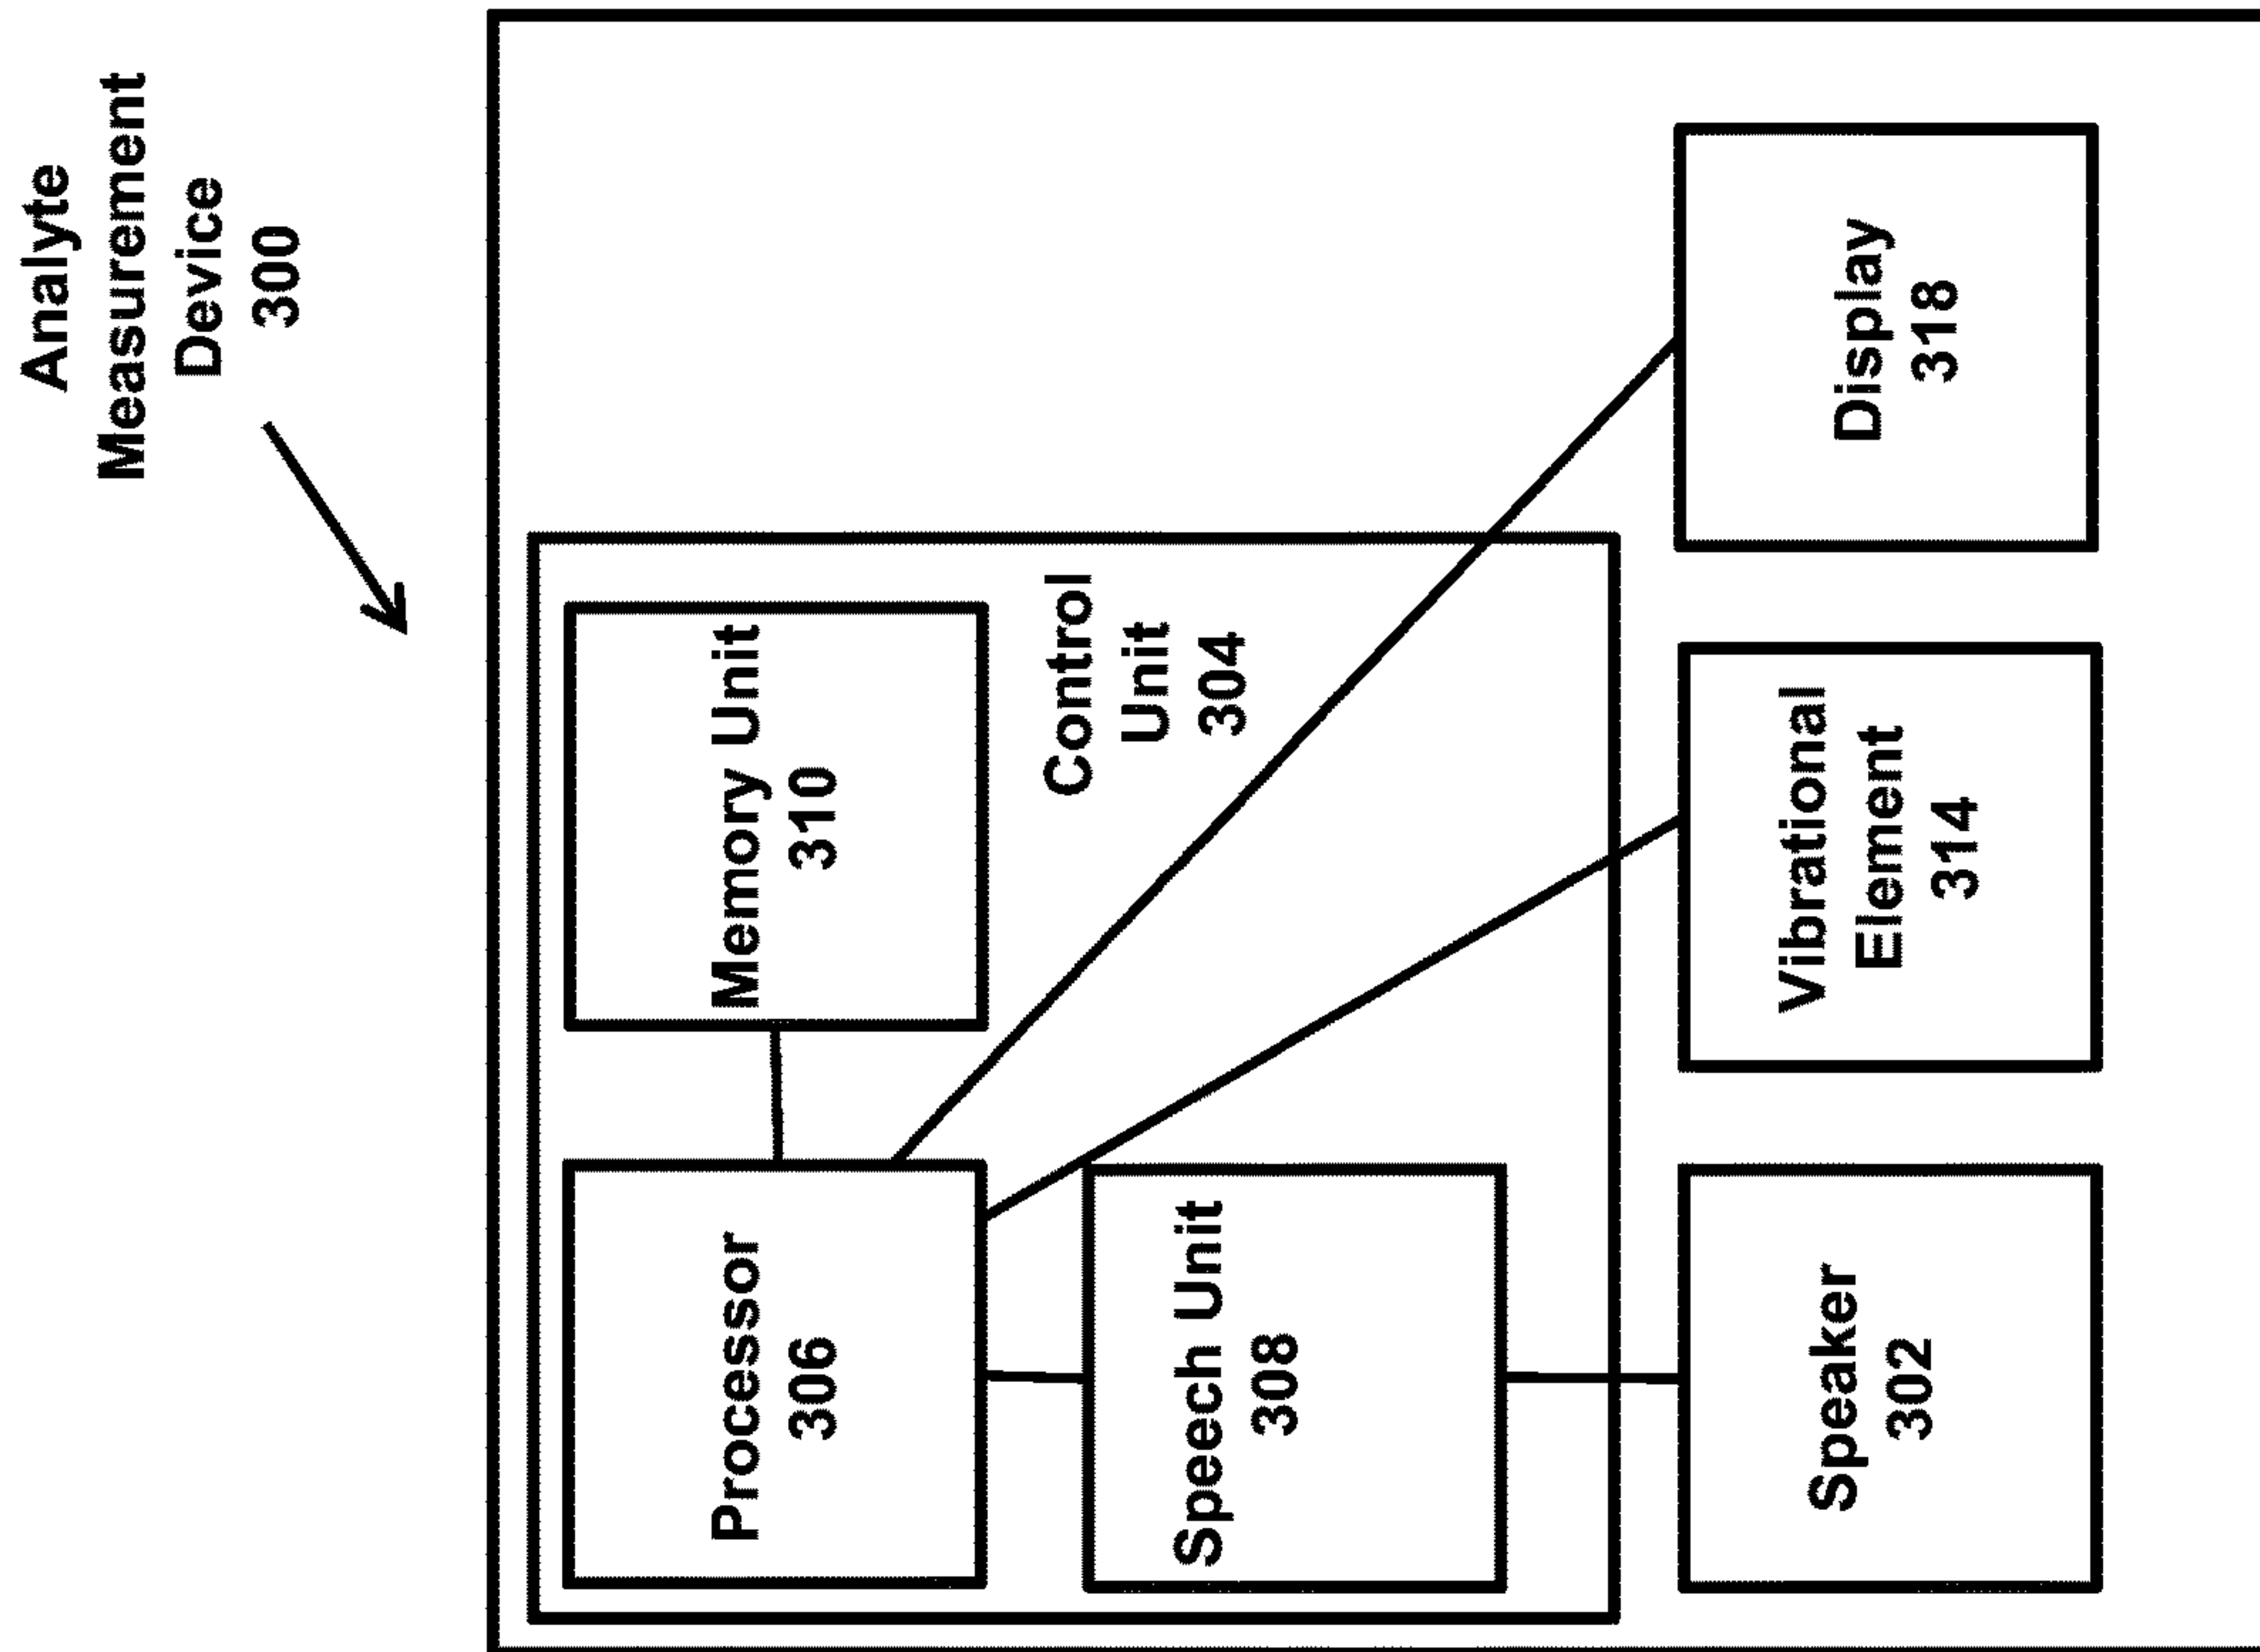 Analyte
Measurement
Device
300
Processor
306
Memory Unit
310
Control
Unit
304
Speech Unit
308
Speaker
302
Vibrational
Element
314
Display
318